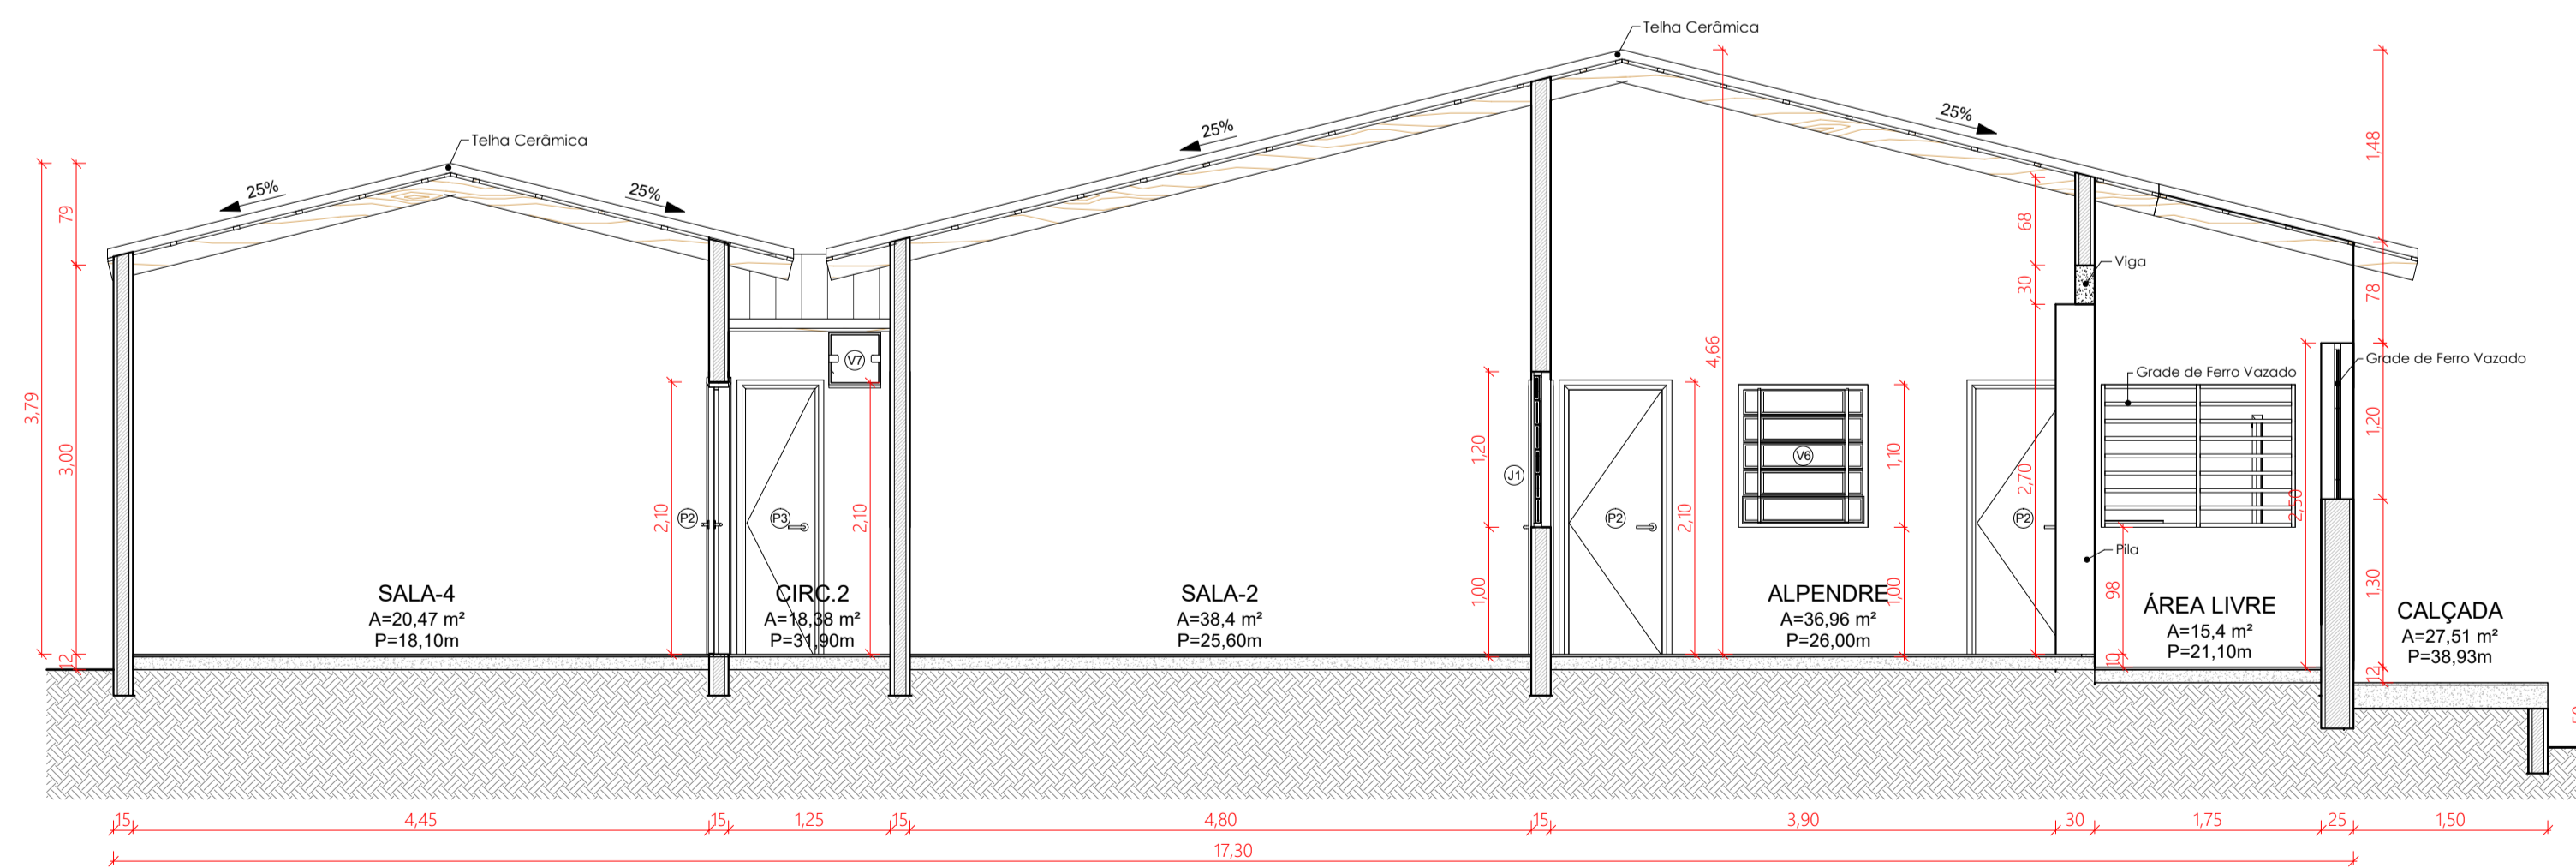 Telha Cerâmica
25%
25%
Telha Cerâmica
25%
25%
79
3,79
3,00
12
2,10
P2
P3
V7
2,10
1,20
J1
1,00
4,66
P2
2,10
V6
1,10
1,00
68
30
2,70
Viga
P2
Pila
Grade de Ferro Vazado
98
10
2,50
Grade de Ferro Vazado
1,48
78
1,20
1,30
12
SALA-4
A=20,47 m²
P=18,10m
CIRC.2
A=18,38 m²
P=31,90m
SALA-2
A=38,4 m²
P=25,60m
ALPENDRE
A=36,96 m²
P=26,00m
ÁREA LIVRE
A=15,4 m²
P=21,10m
CALÇADA
A=27,51 m²
P=38,93m
15 4,45 15 1,25 15 4,80 15 3,90 30 1,75 25 1,50
17,30